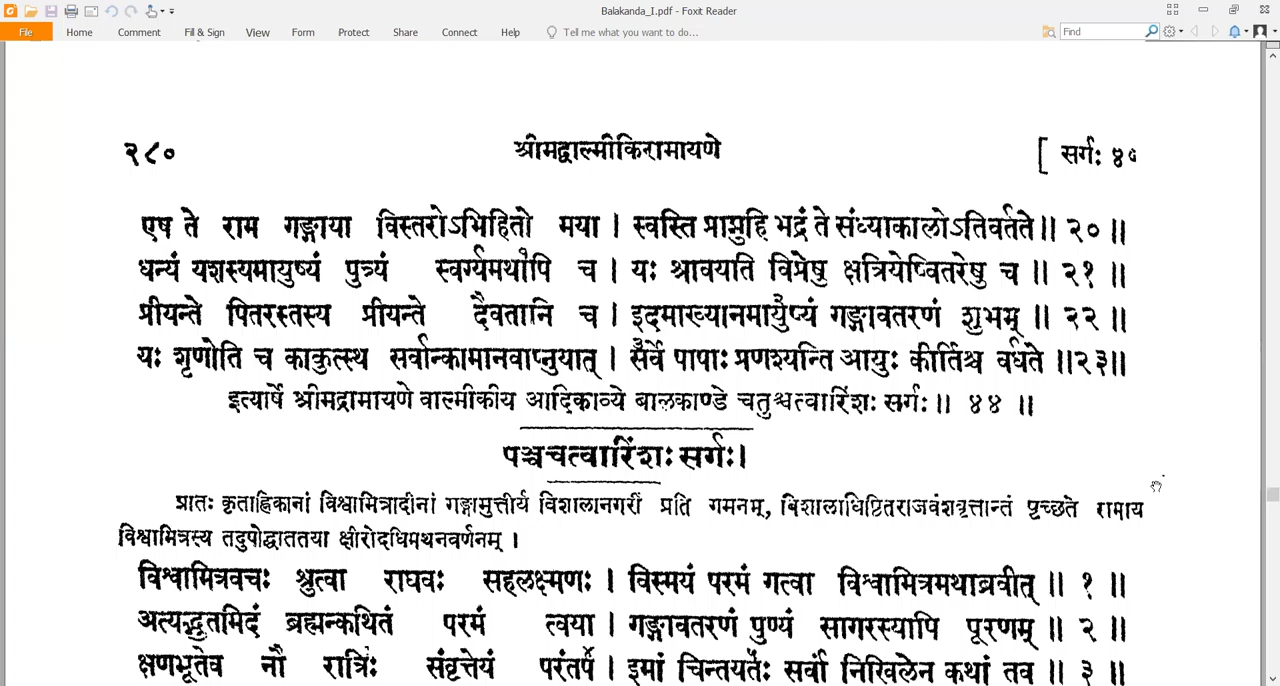 Balakanda_I.pdf - Foxit Reader
File Home Comment Fill & Sign View Form Protect Share Connect Help Tell me what you want to do... Find
२८० श्रीमद्वाल्मीकिरामायणे [ सर्गः
एष ते राम गङ्गाया विस्तरोऽभिहितो मया । स्वस्ति प्राप्नुहि भद्रं ते संध्याकालोऽतिवर्तते॥ २० ॥
धन्यं यशस्यमायुष्यं पुत्र्यं स्वर्ग्यमथापि च । यः श्रावयति विप्रेषु क्षत्रियेष्वितरेषु च ॥ २१ ॥
प्रीयन्ते पितरस्तस्य प्रीयन्ते दैवतानि च । इदमाख्यानमायुष्यं गङ्गावतरणं शुभम् ॥ २२ ॥
यः शृणोति च काकुत्स्थ सर्वान्कामानवाप्नुयात् । सर्वे पापाः प्रणश्यन्ति आयुः कीर्तिश्च वर्धते ॥२३॥
इत्यार्षे श्रीमद्रामायणे वाल्मीकीय आदिकाव्ये बालकाण्डे चतुश्चत्वारिंशः सर्गः ॥ ४४ ॥
पञ्चचत्वारिंशः सर्गः।
प्रातः कृताह्निकानां विश्वामित्रादीनां गङ्गामुत्तीर्य विशालानगरीं प्रति गमनम्, विशालाधिष्ठितराजवंशवृत्तान्तं पृच्छते रामाय
विश्वामित्रस्य तदुपोद्घाततया क्षीरोदधिमथनवर्णनम् ।
विश्वामित्रवचः श्रुत्वा राघवः सहलक्ष्मणः । विस्मयं परमं गत्वा विश्वामित्रमथाब्रवीत् ॥ १ ॥
अत्यद्भुतमिदं ब्रह्मन्कथितं परमं त्वया । गङ्गावतरणं पुण्यं सागरस्यापि पूरणम् ॥ २ ॥
क्षणभूतेव नौ रात्रिः संवृत्तेयं परंतप । इमां चिन्तयतः सर्वां निखिलेन कथां तव ॥ ३ ॥